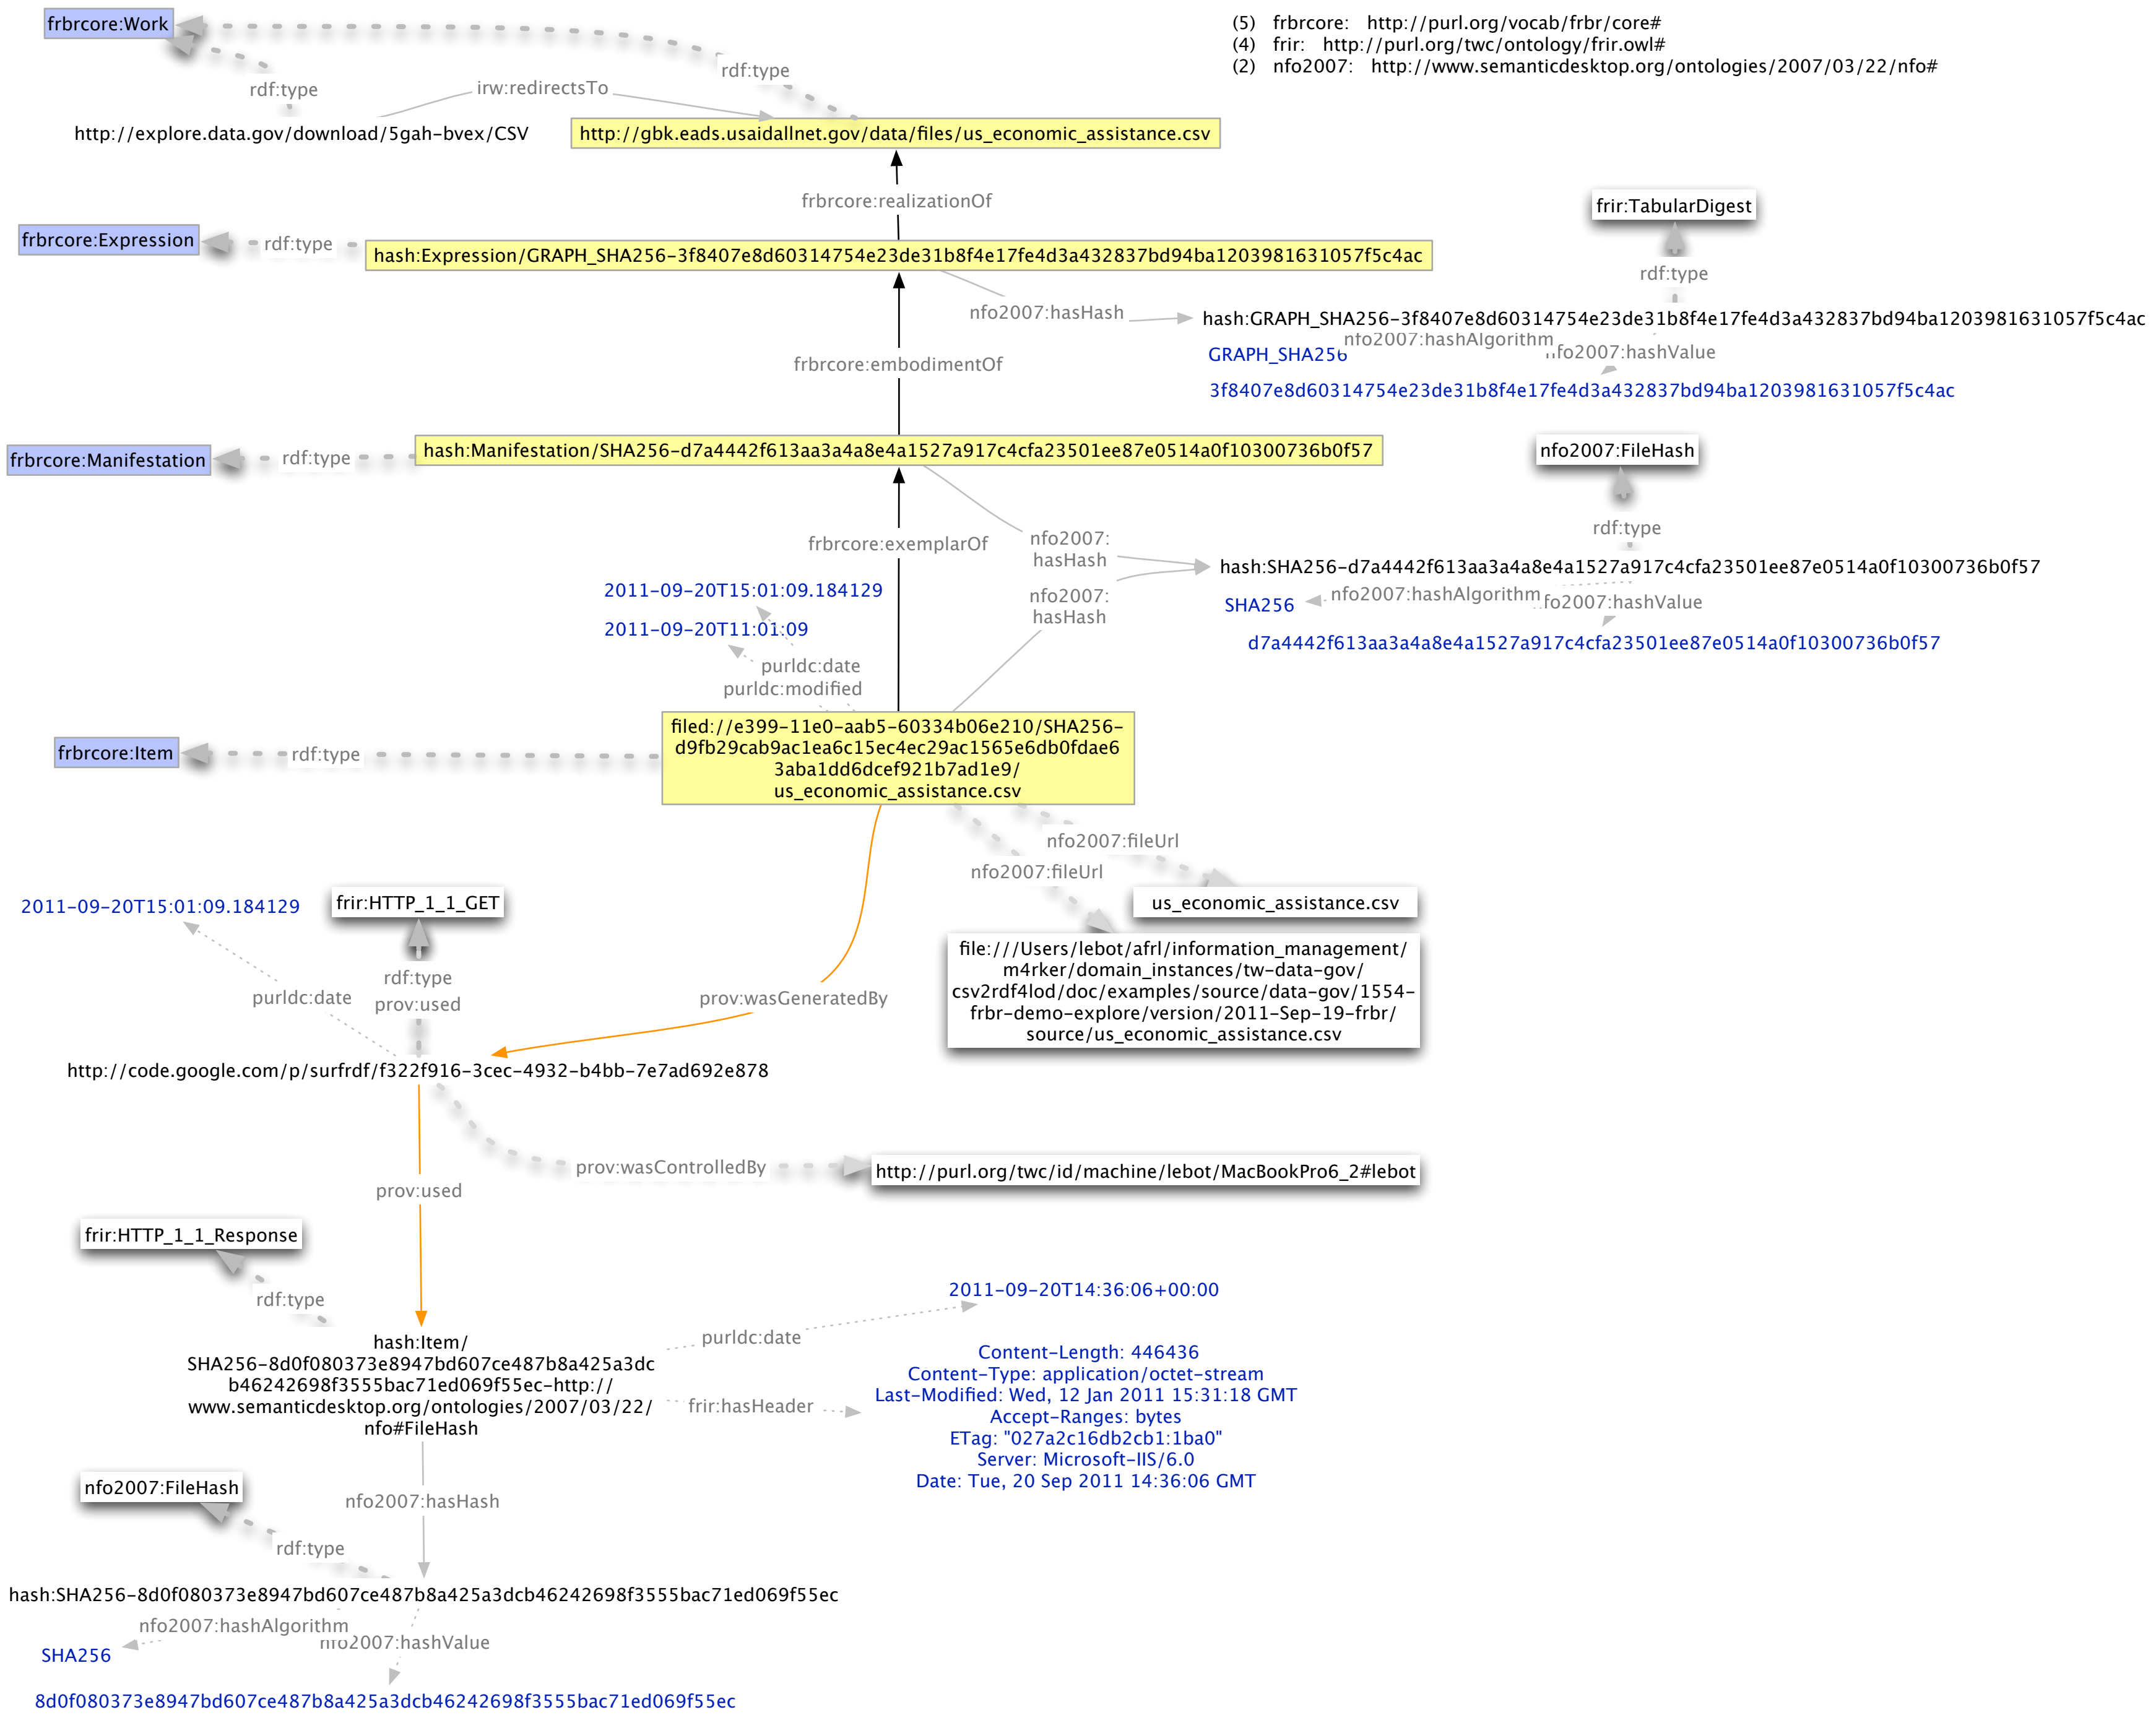 frbrcore:Work
(5) frbrcore: http://purl.org/vocab/frbr/core#
(4) frir: http://purl.org/twc/ontology/frir.owl#
(2) nfo2007: http://www.semanticdesktop.org/ontologies/2007/03/22/nfo#
rdf:type
rdf:type
irw:redirectsTo
http://explore.data.gov/download/5gah-bvex/CSV
http://gbk.eads.usaidallnet.gov/data/files/us_economic_assistance.csv
frbrcore:realizationOf
frir:TabularDigest
frbrcore:Expression
rdf:type
hash:Expression/GRAPH_SHA256-3f8407e8d60314754e23de31b8f4e17fe4d3a432837bd94ba1203981631057f5c4ac
rdf:type
nfo2007:hasHash
hash:GRAPH_SHA256-3f8407e8d60314754e23de31b8f4e17fe4d3a432837bd94ba1203981631057f5c4ac
nfo2007:hashAlgorithm
GRAPH_SHA256
nfo2007:hashValue
frbrcore:embodimentOf
3f8407e8d60314754e23de31b8f4e17fe4d3a432837bd94ba1203981631057f5c4ac
frbrcore:Manifestation
rdf:type
hash:Manifestation/SHA256-d7a4442f613aa3a4a8e4a1527a917c4cfa23501ee87e0514a0f10300736b0f57
nfo2007:FileHash
rdf:type
frbrcore:exemplarOf
nfo2007:
hasHash
hash:SHA256-d7a4442f613aa3a4a8e4a1527a917c4cfa23501ee87e0514a0f10300736b0f57
2011-09-20T15:01:09.184129
nfo2007:
hasHash
SHA256
nfo2007:hashAlgorithm
nfo2007:hashValue
2011-09-20T11:01:09
d7a4442f613aa3a4a8e4a1527a917c4cfa23501ee87e0514a0f10300736b0f57
purldc:date
purldc:modified
frbrcore:Item
rdf:type
filed://e399-11e0-aab5-60334b06e210/SHA256-
d9fb29cab9ac1ea6c15ec4ec29ac1565e6db0fdae6
3aba1dd6dcef921b7ad1e9/
us_economic_assistance.csv
nfo2007:fileUrl
nfo2007:fileUrl
us_economic_assistance.csv
2011-09-20T15:01:09.184129
frir:HTTP_1_1_GET
file:///Users/lebot/afrl/information_management/
m4rker/domain_instances/tw-data-gov/
csv2rdf4lod/doc/examples/source/data-gov/1554-
frbr-demo-explore/version/2011-Sep-19-frbr/
source/us_economic_assistance.csv
rdf:type
purldc:date
prov:used
prov:wasGeneratedBy
http://code.google.com/p/surfrdf/f322f916-3cec-4932-b4bb-7e7ad692e878
prov:wasControlledBy
http://purl.org/twc/id/machine/lebot/MacBookPro6_2#lebot
prov:used
frir:HTTP_1_1_Response
rdf:type
2011-09-20T14:36:06+00:00
purldc:date
hash:Item/
SHA256-8d0f080373e8947bd607ce487b8a425a3dc
b46242698f3555bac71ed069f55ec-http://
www.semanticdesktop.org/ontologies/2007/03/22/
nfo#FileHash
frir:hasHeader
Content-Length: 446436
Content-Type: application/octet-stream
Last-Modified: Wed, 12 Jan 2011 15:31:18 GMT
Accept-Ranges: bytes
ETag: "027a2c16db2cb1:1ba0"
Server: Microsoft-IIS/6.0
Date: Tue, 20 Sep 2011 14:36:06 GMT
nfo2007:FileHash
nfo2007:hasHash
rdf:type
hash:SHA256-8d0f080373e8947bd607ce487b8a425a3dcb46242698f3555bac71ed069f55ec
nfo2007:hashAlgorithm
nfo2007:hashValue
SHA256
8d0f080373e8947bd607ce487b8a425a3dcb46242698f3555bac71ed069f55ec